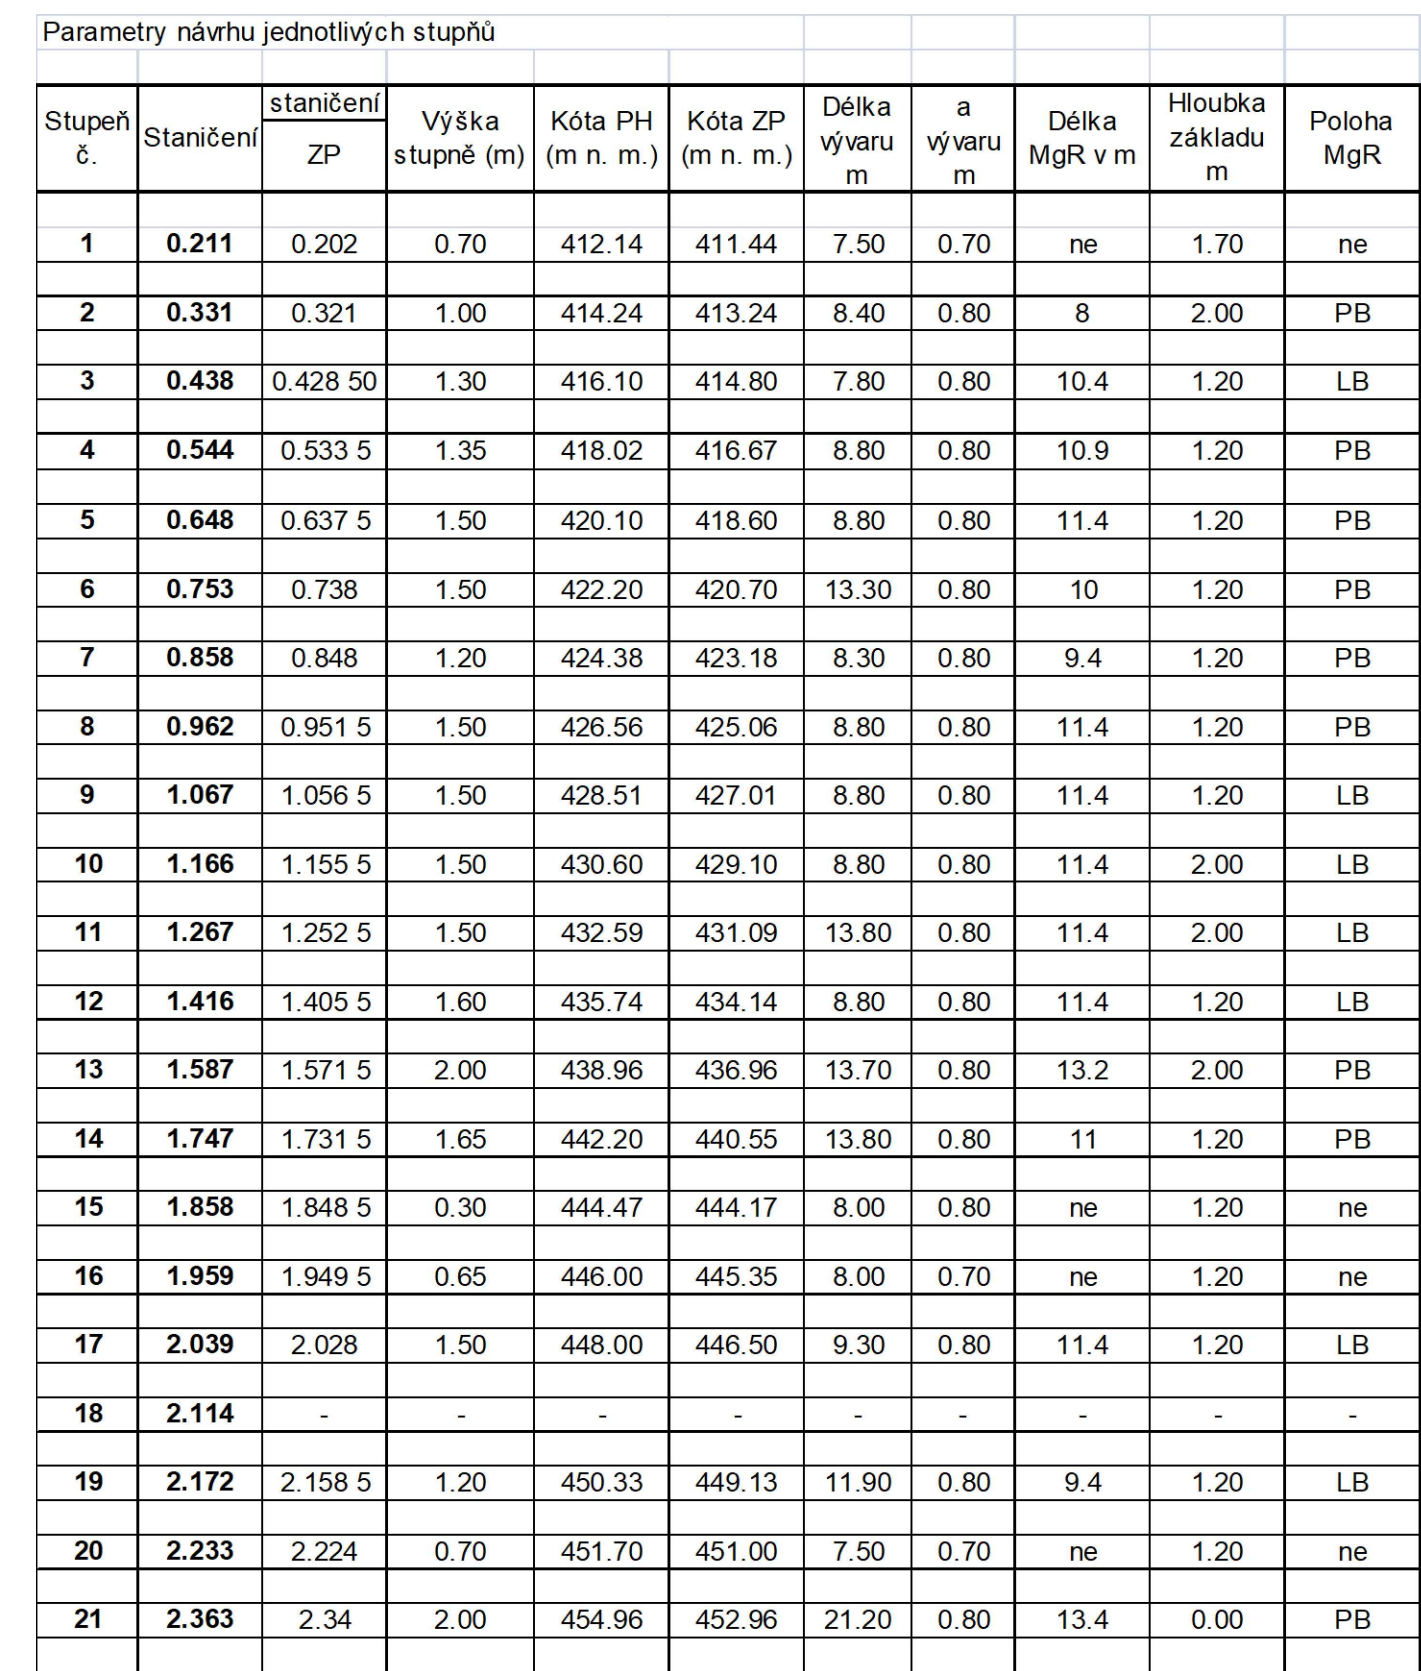 Parametry návrhu jednotlivých stupňů
Stupeň č. Staničení staničení ZP Výška stupně (m) Kóta PH (m n. m.) Kóta ZP (m n. m.) Délka vývaru m a vývaru m Délka MgR v m Hloubka základu m Poloha MgR
1 0.211 0.202 0.70 412.14 411.44 7.50 0.70 ne 1.70 ne
2 0.331 0.321 1.00 414.24 413.24 8.40 0.80 8 2.00 PB
3 0.438 0.428 50 1.30 416.10 414.80 7.80 0.80 10.4 1.20 LB
4 0.544 0.533 5 1.35 418.02 416.67 8.80 0.80 10.9 1.20 PB
5 0.648 0.637 5 1.50 420.10 418.60 8.80 0.80 11.4 1.20 PB
6 0.753 0.738 1.50 422.20 420.70 13.30 0.80 10 1.20 PB
7 0.858 0.848 1.20 424.38 423.18 8.30 0.80 9.4 1.20 PB
8 0.962 0.951 5 1.50 426.56 425.06 8.80 0.80 11.4 1.20 PB
9 1.067 1.056 5 1.50 428.51 427.01 8.80 0.80 11.4 1.20 LB
10 1.166 1.155 5 1.50 430.60 429.10 8.80 0.80 11.4 2.00 LB
11 1.267 1.252 5 1.50 432.59 431.09 13.80 0.80 11.4 2.00 LB
12 1.416 1.405 5 1.60 435.74 434.14 8.80 0.80 11.4 1.20 LB
13 1.587 1.571 5 2.00 438.96 436.96 13.70 0.80 13.2 2.00 PB
14 1.747 1.731 5 1.65 442.20 440.55 13.80 0.80 11 1.20 PB
15 1.858 1.848 5 0.30 444.47 444.17 8.00 0.80 ne 1.20 ne
16 1.959 1.949 5 0.65 446.00 445.35 8.00 0.70 ne 1.20 ne
17 2.039 2.028 1.50 448.00 446.50 9.30 0.80 11.4 1.20 LB
18 2.114 - - - - - - - - -
19 2.172 2.158 5 1.20 450.33 449.13 11.90 0.80 9.4 1.20 LB
20 2.233 2.224 0.70 451.70 451.00 7.50 0.70 ne 1.20 ne
21 2.363 2.34 2.00 454.96 452.96 21.20 0.80 13.4 0.00 PB